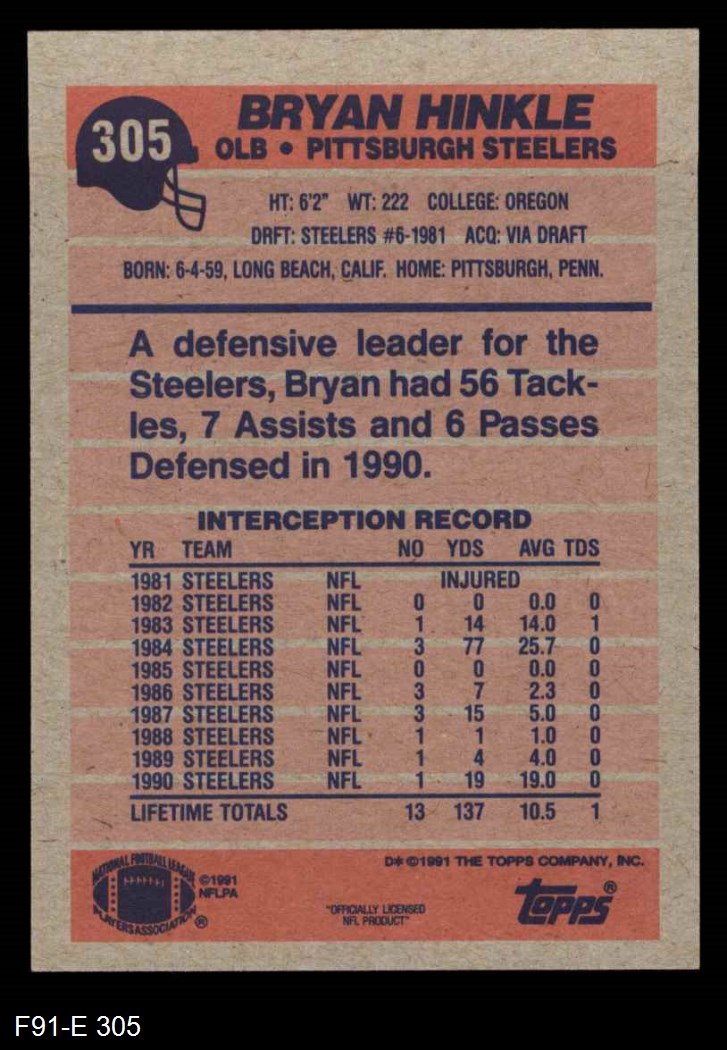 305
BRYAN HINKLE
OLB • PITTSBURGH STEELERS
HT: 6'2" WT: 222 COLLEGE: OREGON
DRFT: STEELERS #6-1981 ACQ: VIA DRAFT
BORN: 6-4-59, LONG BEACH, CALIF. HOME: PITTSBURGH, PENN.
A defensive leader for the
Steelers, Bryan had 56 Tack-
les, 7 Assists and 6 Passes
Defensed in 1990.
INTERCEPTION RECORD
YR TEAM NO YDS AVG TDS
1981 STEELERS NFL INJURED
1982 STEELERS NFL 0 0 0.0 0
1983 STEELERS NFL 1 14 14.0 1
1984 STEELERS NFL 3 77 25.7 0
1985 STEELERS NFL 0 0 0.0 0
1986 STEELERS NFL 3 7 2.3 0
1987 STEELERS NFL 3 15 5.0 0
1988 STEELERS NFL 1 1 1.0 0
1989 STEELERS NFL 1 4 4.0 0
1990 STEELERS NFL 1 19 19.0 0
LIFETIME TOTALS 13 137 10.5 1
D* ©1991 THE TOPPS COMPANY, INC.
NATIONAL FOOTBALL LEAGUE
PLAYERS ASSOCIATION ®
©1991
NFLPA
"OFFICIALLY LICENSED
NFL PRODUCT"
topps®
F91-E 305